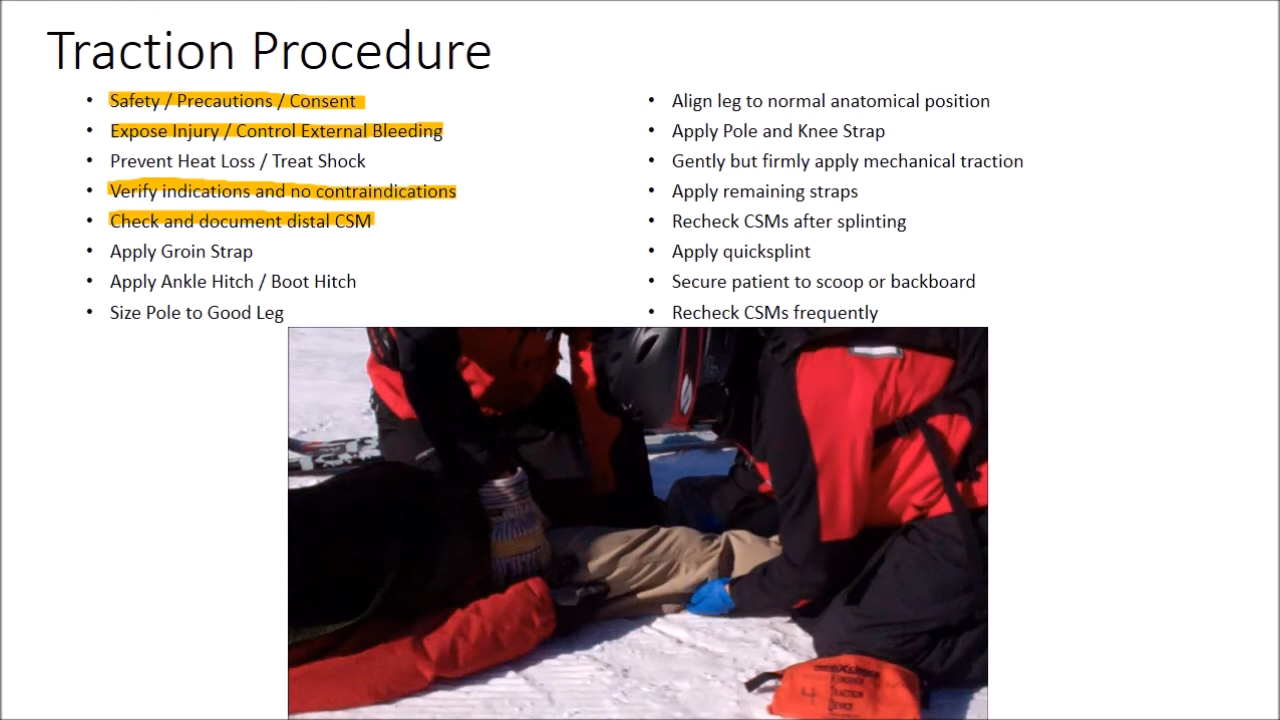 Traction Procedure
• Safety / Precautions / Consent
• Expose Injury / Control External Bleeding
• Prevent Heat Loss / Treat Shock
• Verify indications and no contraindications
• Check and document distal CSM
• Apply Groin Strap
• Apply Ankle Hitch / Boot Hitch
• Size Pole to Good Leg
• Align leg to normal anatomical position
• Apply Pole and Knee Strap
• Gently but firmly apply mechanical traction
• Apply remaining straps
• Recheck CSMs after splinting
• Apply quicksplint
• Secure patient to scoop or backboard
• Recheck CSMs frequently
4
KENDRICK
TRACTION
DEVICE